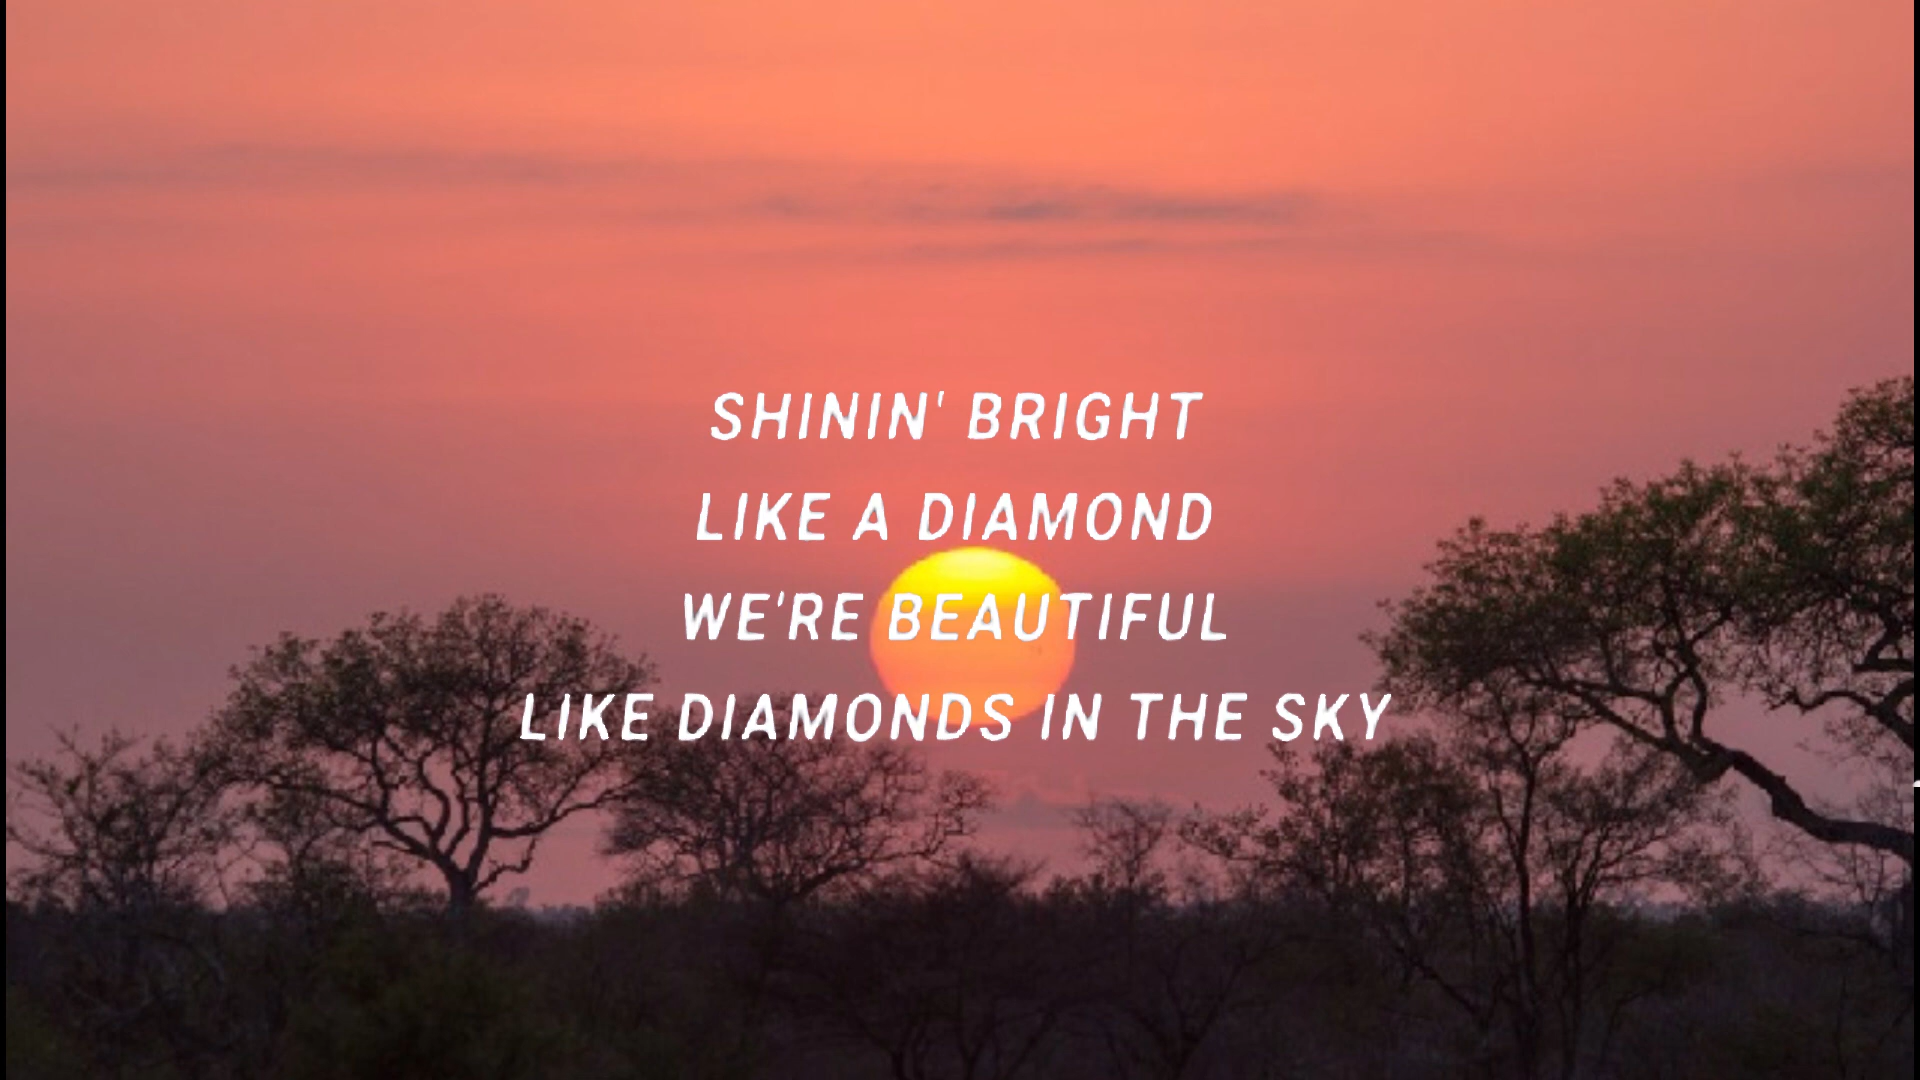 SHININ' BRIGHT
LIKE A DIAMOND
WE'RE BEAUTIFUL
LIKE DIAMONDS IN THE SKY